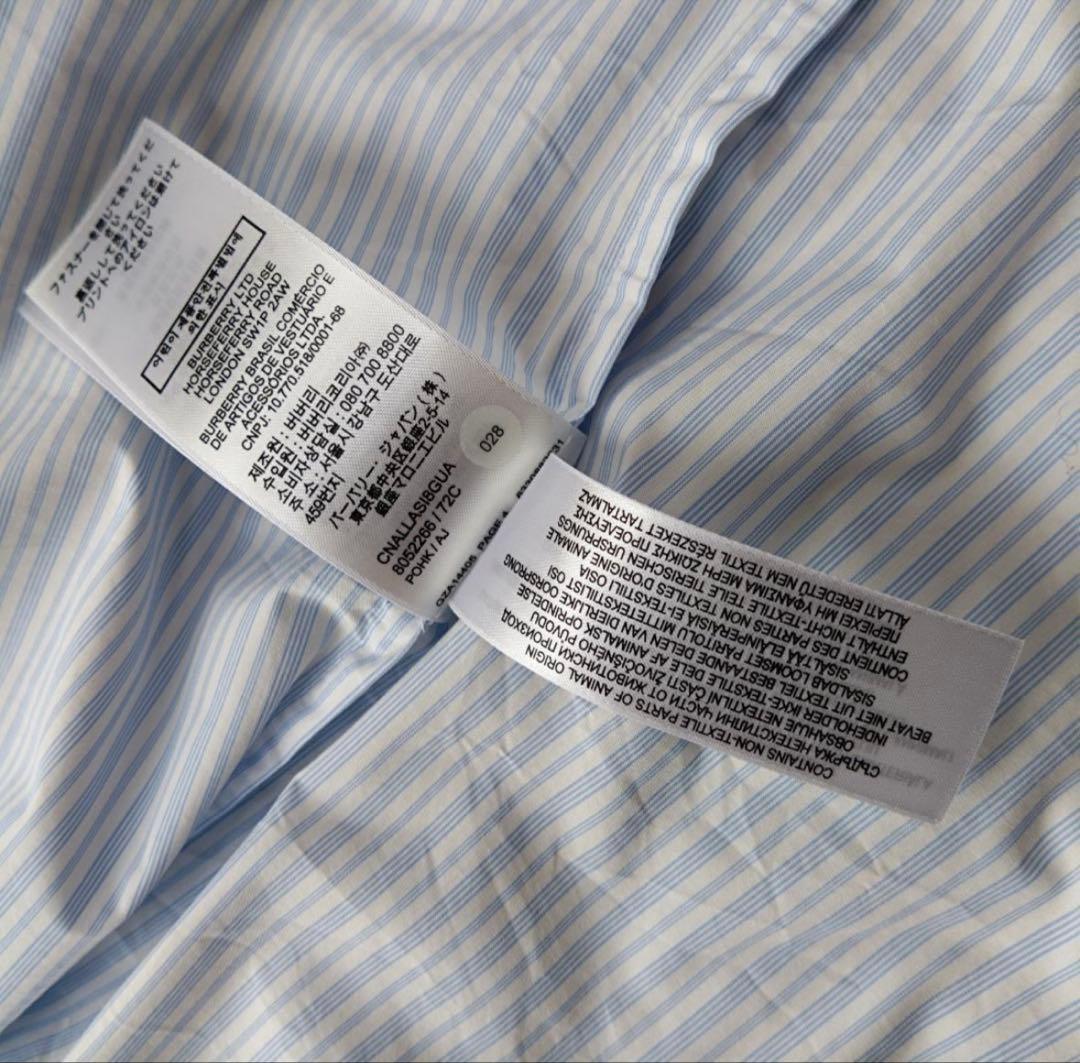 ファスナーを閉じて洗ってくだ
さい
裏返しして洗ってください
プリントへのアイロンは避けて
ください
어린이제품안전특별법에
의한 표시
BURBERRY LTD
HORSEFERRY HOUSE
HORSEFERRY ROAD
LONDON SW1P 2AW
BURBERRY BRASIL COMÉRCIO
DE ARTIGOS DE VESTUÁRIO E
ACESSÓRIOS LTDA.
CNPJ: 10.770.518/0001-68
제조원: 버버리
수입원: 버버리코리아㈜
소비자상담실: 080 700 8800
주소: 서울시 강남구 도산대로
459번지
バーバリー・ジャパン(株)
東京都中央区銀座2-5-14
銀座マロニエビル
028
CNALLASIBGUA
8052266 / 72C
POHK / AJ
PAGE 4
CONTAINS NON-TEXTILE PARTS OF ANIMAL ORIGIN
СЪДЪРЖА НЕТЕКСТИЛНИ ЧАСТИ ОТ ЖИВОТИНСКИ ПРОИЗХОД
OBSAHUJE NETEXTILNÍ ČÁSTI ŽIVOČIŠNÉHO PŮVODU
INDEHOLDER IKKE-TEKSTILE DELE AF ANIMALSK OPRINDELSE
BEVAT NIET UIT TEXTIEL BESTAANDE DELEN VAN DIERLIJKE OORSPRONG
SISALDAB LOOMSET PÄRITOLU MITTETEKSTIILIST OSI
SISÄLTÄÄ ELÄINPERÄISIÄ EI-TEKSTIILI OSIA
CONTIENT DES PARTIES NON TEXTILES D'ORIGINE ANIMALE
ENTHÄLT NICHT-TEXTILE TEILE TIERISCHEN URSPRUNGS
ΠΕΡΙΕΧΕΙ ΜΗ ΥΦΑΝΣΙΜΑ ΜΕΡΗ ΖΩΙΚΗΣ ΠΡΟΕΛΕΥΣΗΣ
ÁLLATI EREDETŰ NEM TEXTIL RÉSZEKET TARTALMAZ